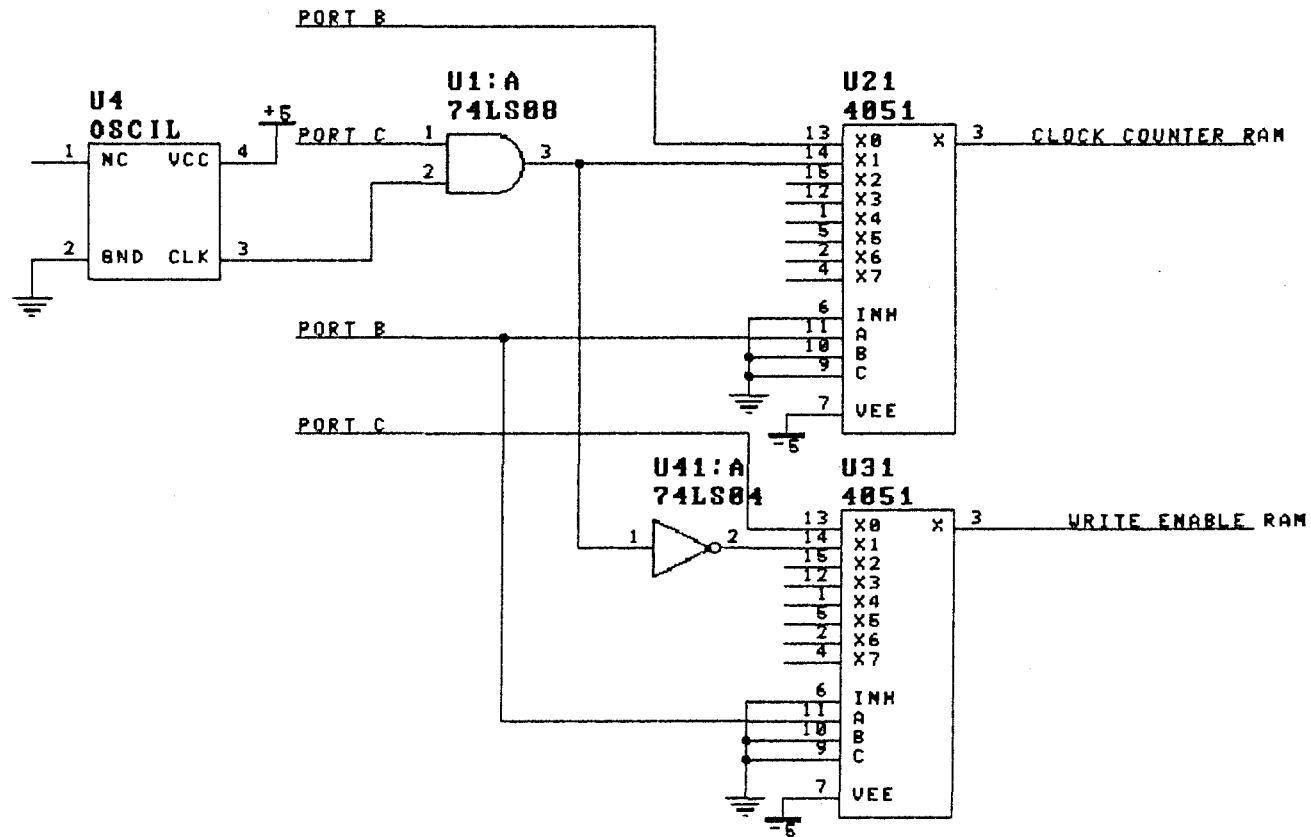 PORT B
U4
OSCIL
1 NC VCC 4
+5
2 GND CLK 3
PORT C
U1:A
74LS08
1
2
3
U21
4051
13 X0 X 3 CLOCK COUNTER RAM
14 X1
15 X2
12 X3
1 X4
5 X5
2 X6
4 X7
6 INH
11 A
10 B
9 C
7 VEE
-5
PORT B
PORT C
U41:A
74LS04
1 2
U31
4051
13 X0 X 3 WRITE ENABLE RAM
14 X1
15 X2
12 X3
1 X4
5 X5
2 X6
4 X7
6 INH
11 A
10 B
9 C
7 VEE
-5